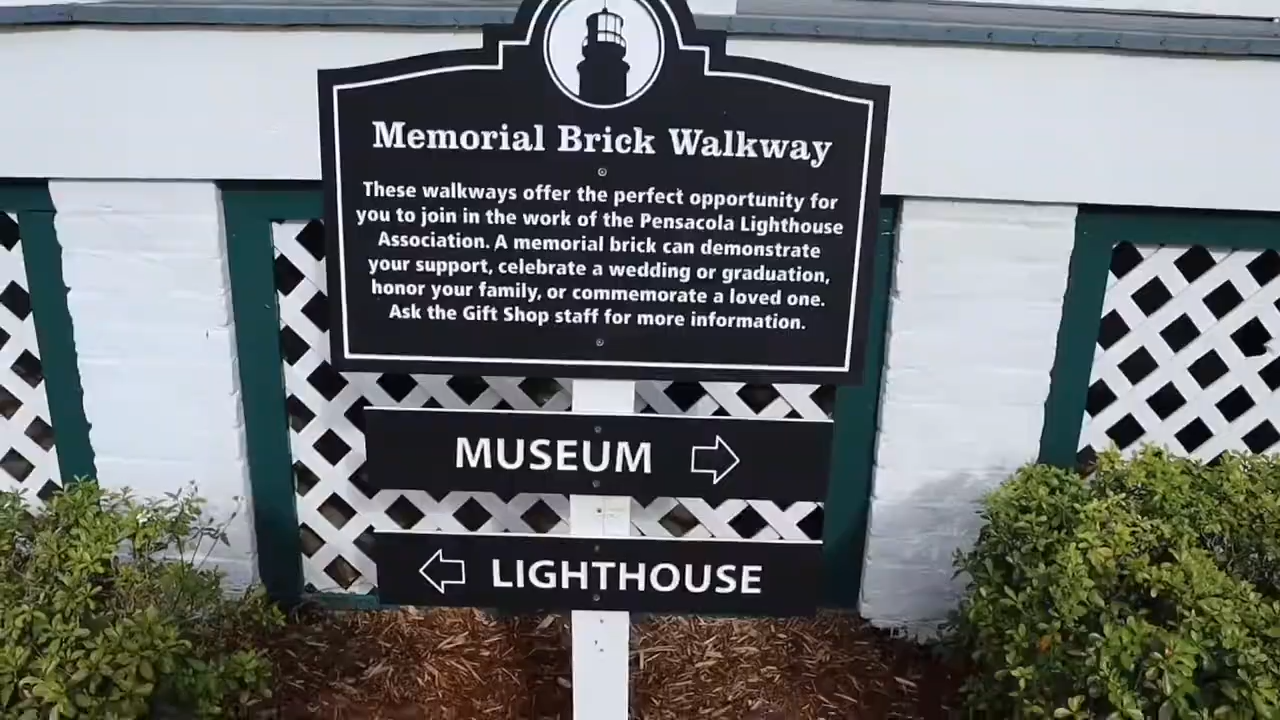 Memorial Brick Walkway
These walkways offer the perfect opportunity for
you to join in the work of the Pensacola Lighthouse
Association. A memorial brick can demonstrate
your support, celebrate a wedding or graduation,
honor your family, or commemorate a loved one.
Ask the Gift Shop staff for more information.
MUSEUM
LIGHTHOUSE